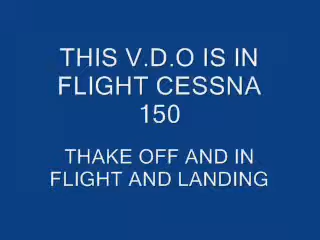 THIS V.D.O IS IN
FLIGHT CESSNA
150
THAKE OFF AND IN
FLIGHT AND LANDING